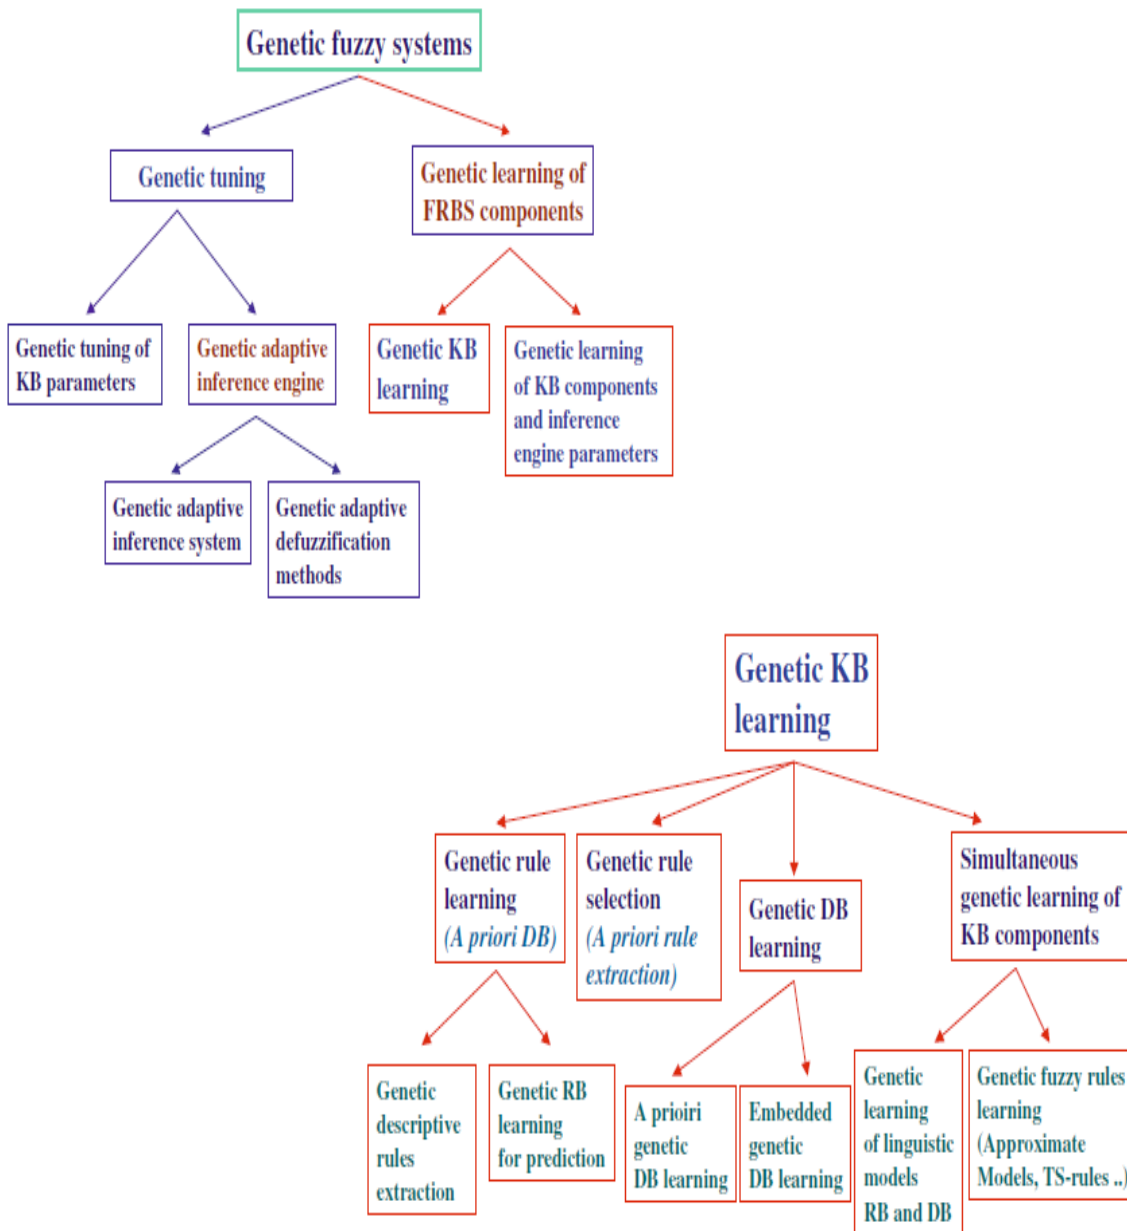 Genetic fuzzy systems
Genetic tuning
Genetic learning of
FRBS components
Genetic tuning of
KB parameters
Genetic adaptive
inference engine
Genetic KB
learning
Genetic learning
of KB components
and inference
engine parameters
Genetic adaptive
inference system
Genetic adaptive
defuzzification
methods
Genetic KB
learning
Genetic rule
learning
(A priori DB)
Genetic rule
selection
(A priori rule
extraction)
Genetic DB
learning
Simultaneous
genetic learning of
KB components
Genetic
descriptive
rules
extraction
Genetic RB
learning
for prediction
A prioiri
genetic
DB learning
Embedded
genetic
DB learning
Genetic
learning
of linguistic
models
RB and DB
Genetic fuzzy rules
learning
(Approximate
Models, TS-rules ..)